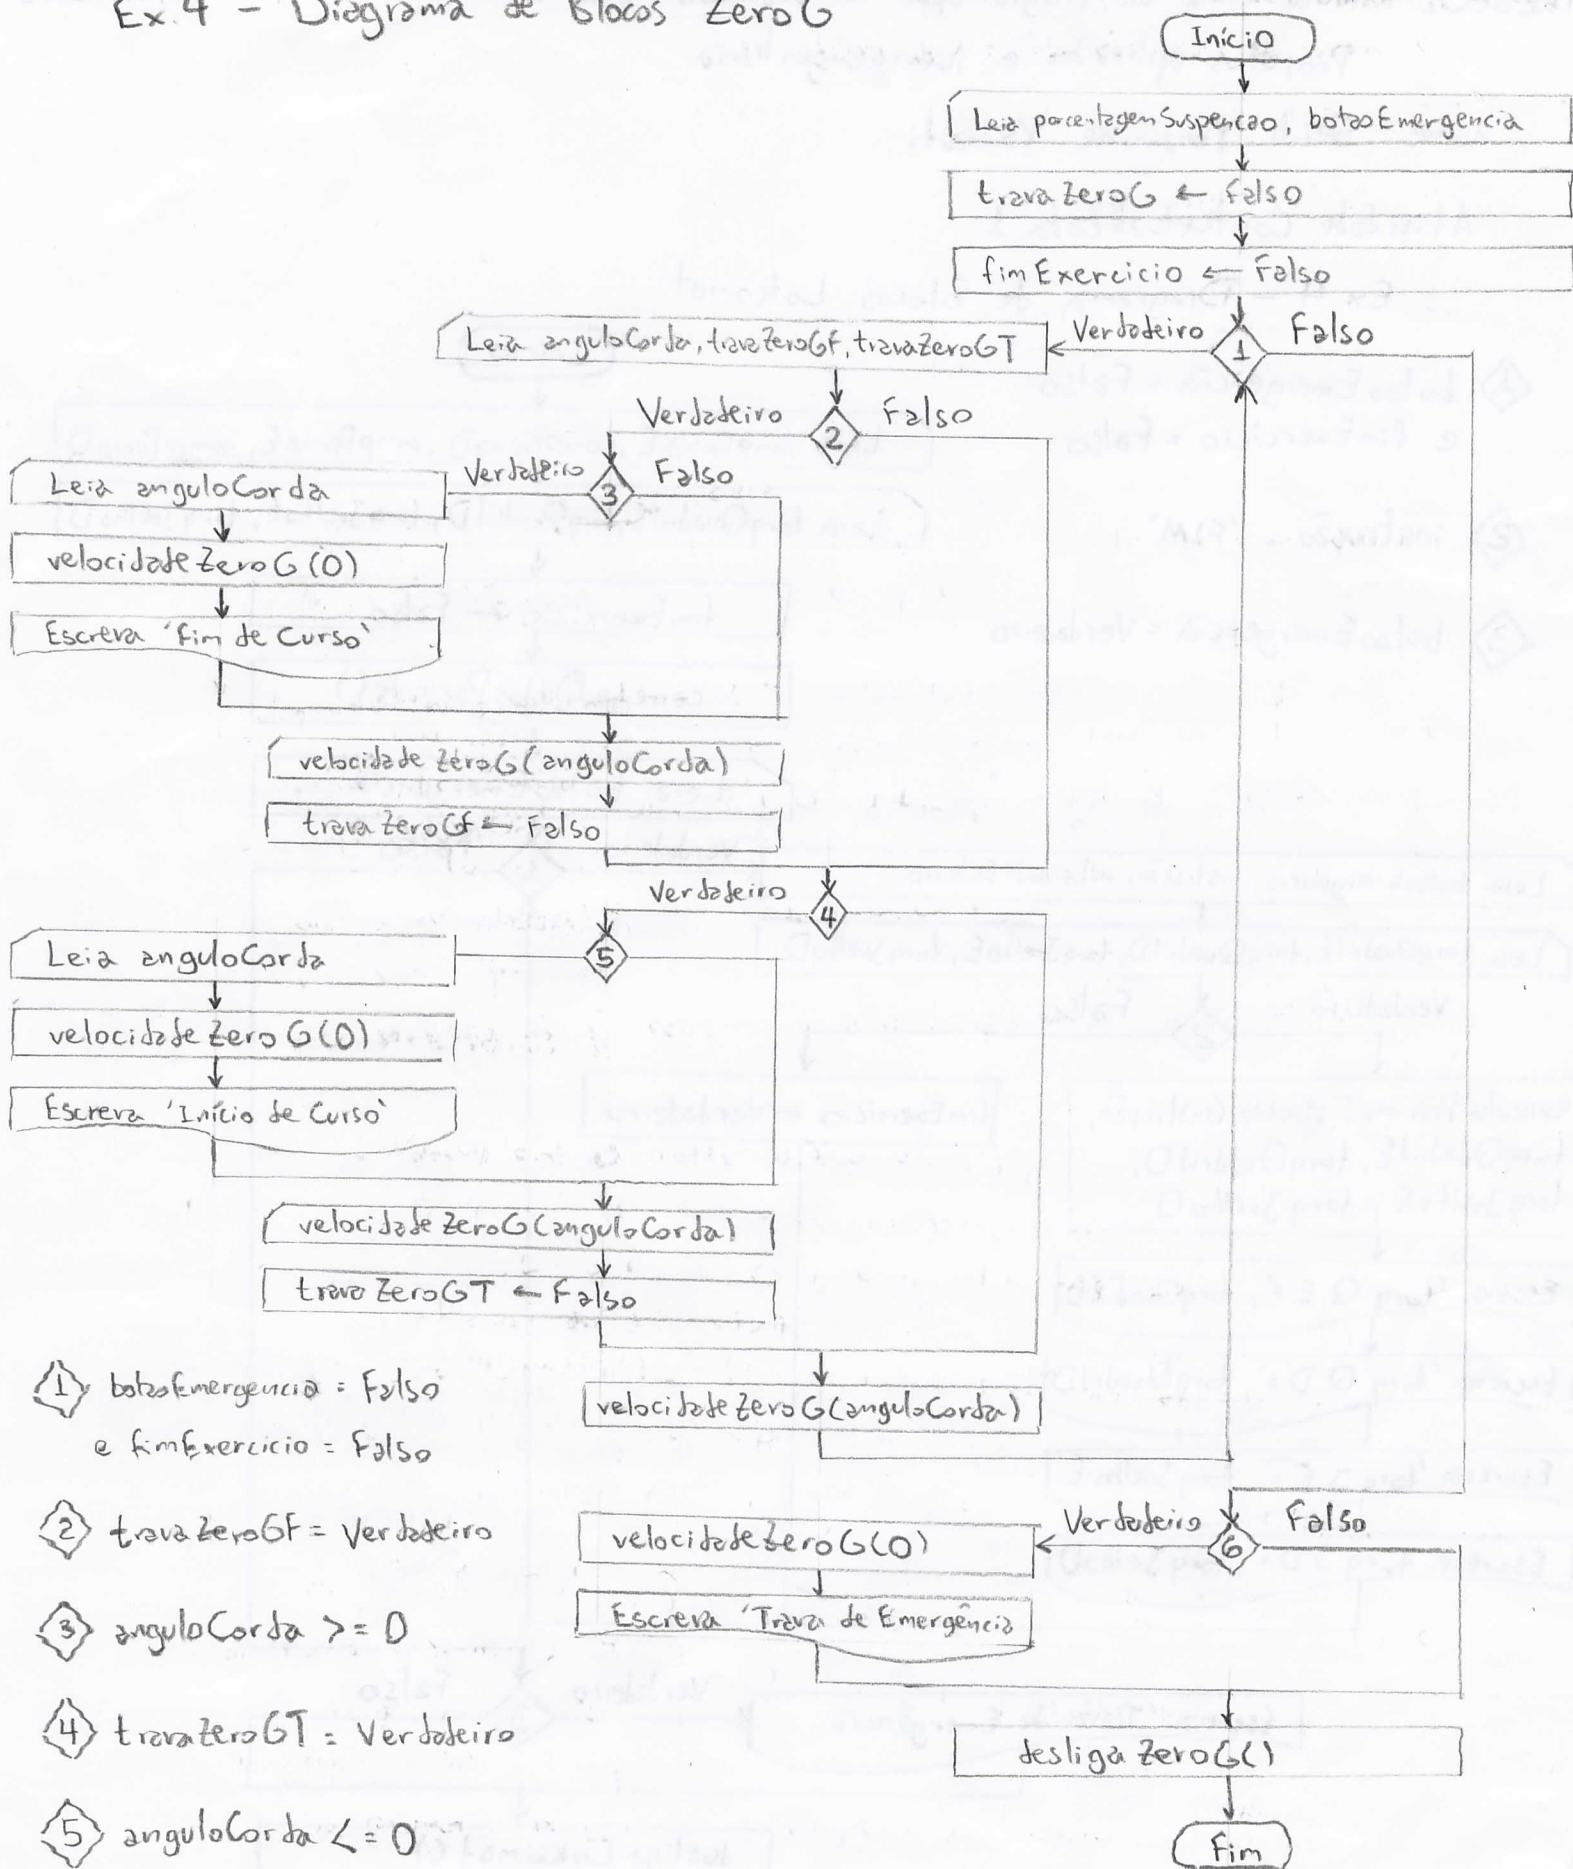 Ex.4 - Diagrama de Blocos ZeroG
Início
Leia porcentagemSuspencao, botaoEmergencia
travaZeroG ← Falso
fimExercicio ← Falso
1
Verdadeiro
Falso
Leia anguloCorda, travaZeroGF, travaZeroGT
2
Verdadeiro
Falso
3
Verdadeiro
Falso
Leia anguloCorda
velocidadeZeroG(0)
Escreva 'Fim de Curso'
velocidadeZeroG(anguloCorda)
travaZeroGF ← Falso
4
Verdadeiro
5
Leia anguloCorda
velocidadeZeroG(0)
Escreva 'Início de Curso'
velocidadeZeroG(anguloCorda)
travaZeroGT ← Falso
velocidadeZeroG(anguloCorda)
6
Verdadeiro
Falso
velocidadeZeroG(0)
Escreva 'Trava de Emergência
desligaZeroG()
Fim
1 botaoEmergencia = Falso
e fimExercicio = Falso
2 travaZeroGF = Verdadeiro
3 anguloCorda >= 0
4 travaZeroGT = Verdadeiro
5 anguloCorda <= 0